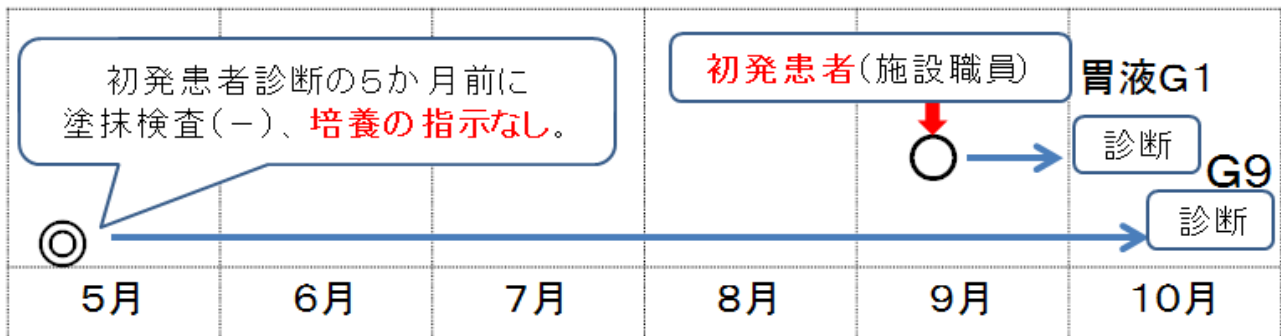 初発患者診断の5か月前に
塗抹検査(－)、培養の指示なし。
初発患者(施設職員)
胃液G1
診断
G9
診断
5月
6月
7月
8月
9月
10月